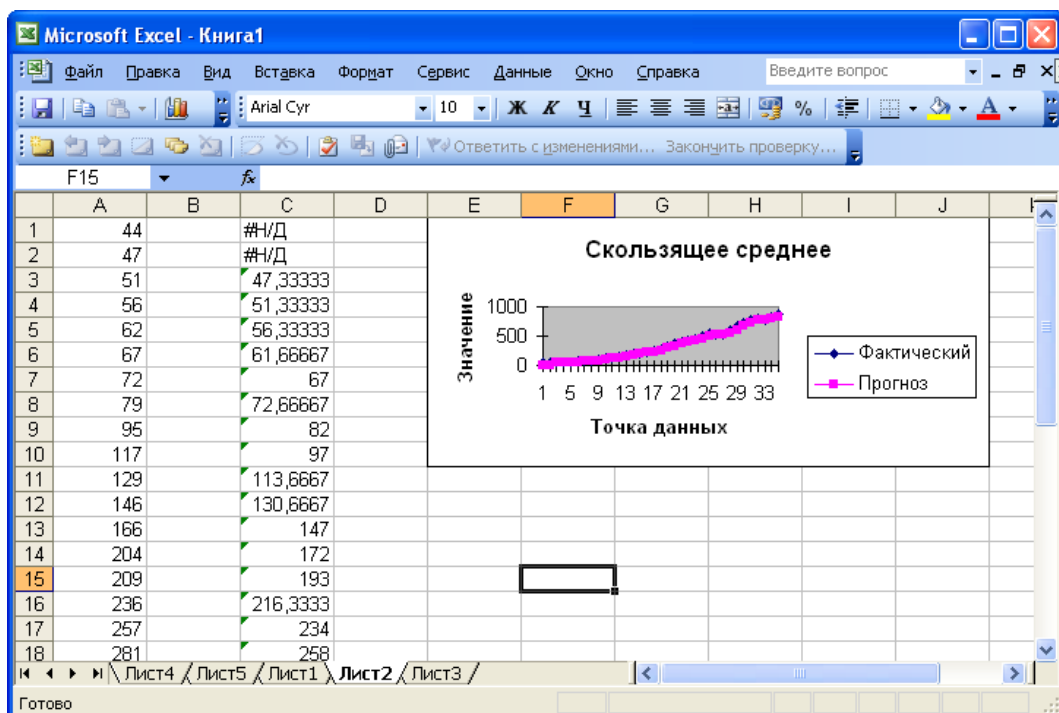 Microsoft Excel - Книга1
Файл Правка Вид Вставка Формат Сервис Данные Окно Справка Введите вопрос
Arial Cyr 10 Ж К Ч % А
Ответить с изменениями... Закончить проверку...
F15 fx
A B C D E F G H I J
1 44 #Н/Д
2 47 #Н/Д
3 51 47,33333
4 56 51,33333
5 62 56,33333
6 67 61,66667
7 72 67
8 79 72,66667
9 95 82
10 117 97
11 129 113,6667
12 146 130,6667
13 166 147
14 204 172
15 209 193
16 236 216,3333
17 257 234
18 281 258
Скользящее среднее
Значение
1000
500
0
1 5 9 13 17 21 25 29 33
Точка данных
Фактический
Прогноз
Лист4 Лист5 Лист1 Лист2 Лист3
Готово